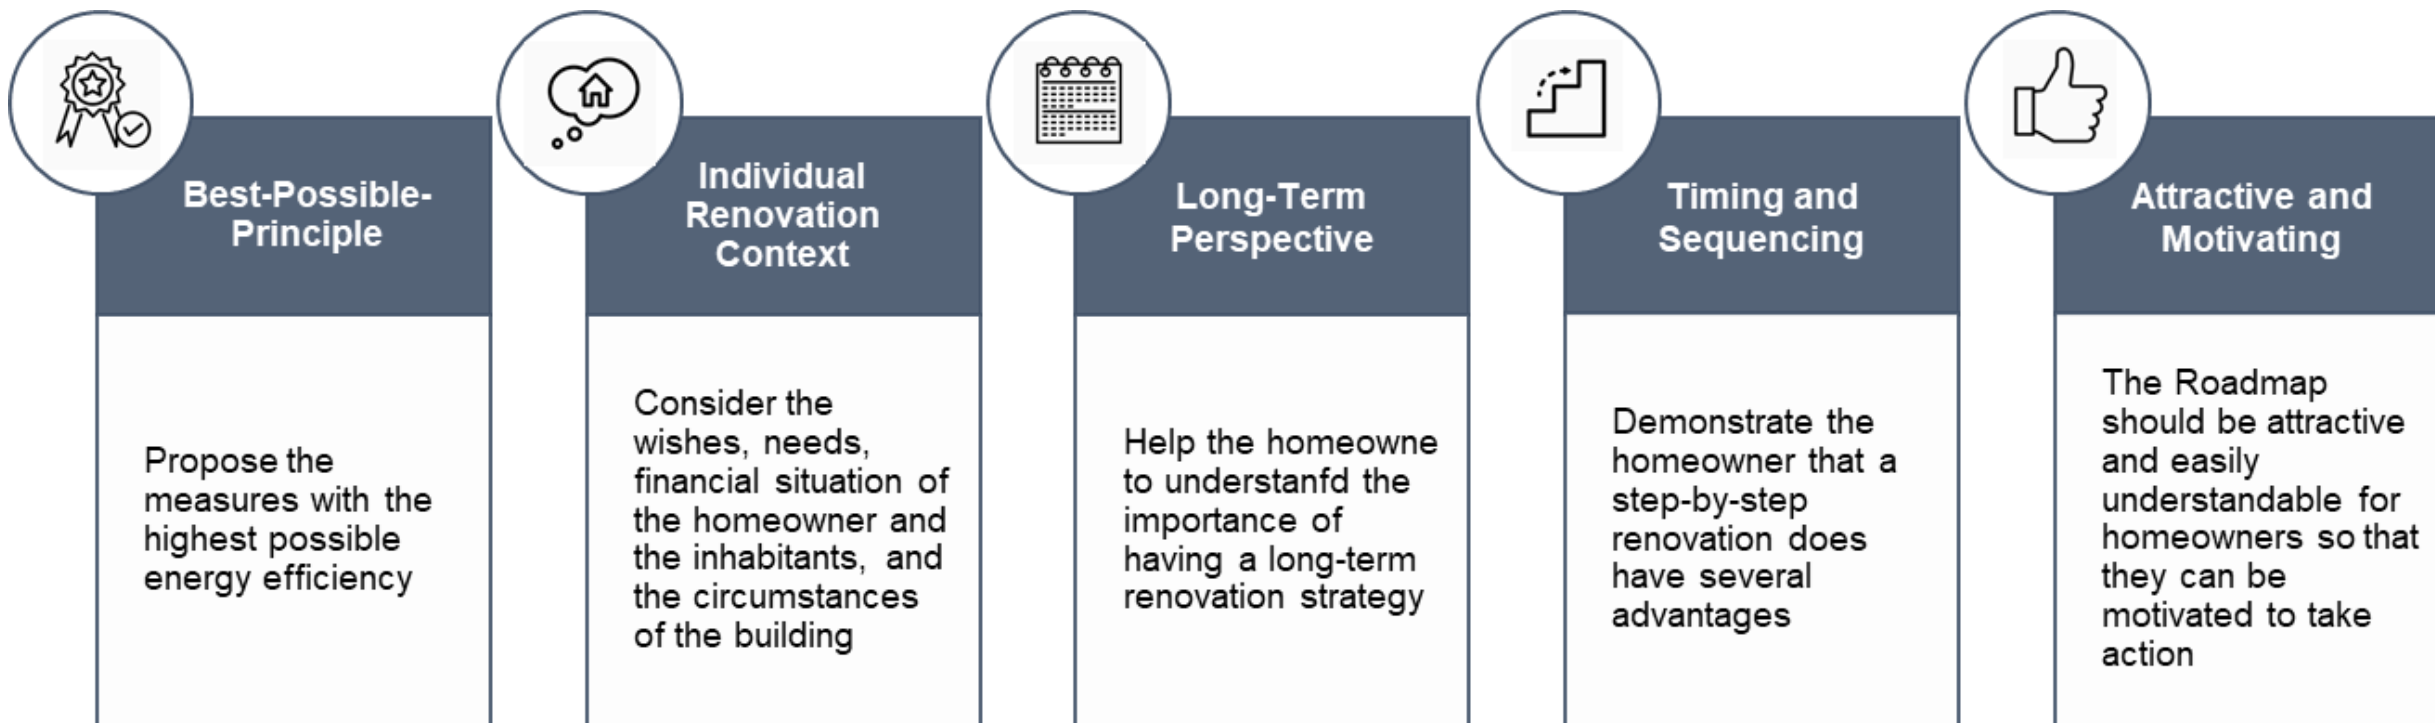 Best-Possible-
Principle
Propose the
measures with the
highest possible
energy efficiency
Individual
Renovation
Context
Consider the
wishes, needs,
financial situation of
the homeowner and
the inhabitants, and
the circumstances
of the building
Long-Term
Perspective
Help the homeowne
to understanfd the
importance of
having a long-term
renovation strategy
Timing and
Sequencing
Demonstrate the
homeowner that a
step-by-step
renovation does
have several
advantages
Attractive and
Motivating
The Roadmap
should be attractive
and easily
understandable for
homeowners so that
they can be
motivated to take
action